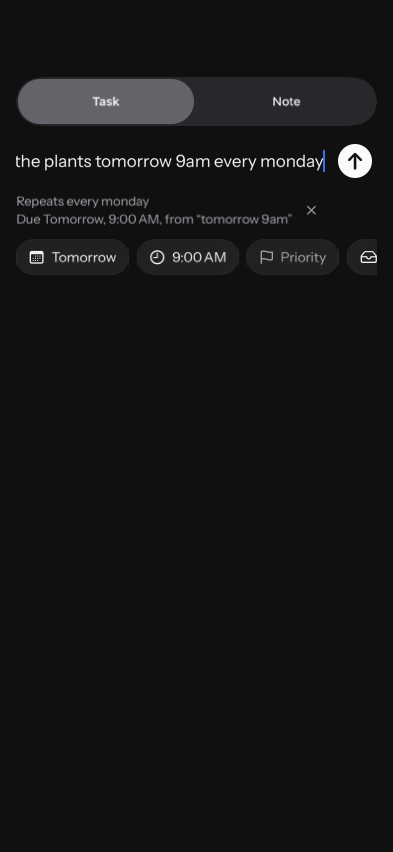 Task
Note
the plants tomorrow 9am every monday
Repeats every monday
Due Tomorrow, 9:00 AM, from “tomorrow 9am”
Tomorrow
9:00 AM
Priority